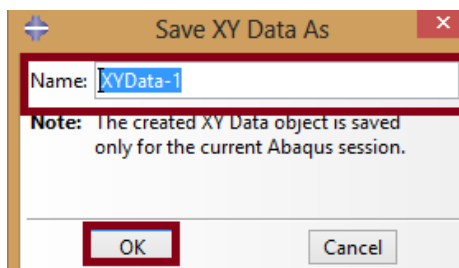 Save XY Data As
Name: XYData-1
Note: The created XY Data object is saved
only for the current Abaqus session.
OK Cancel